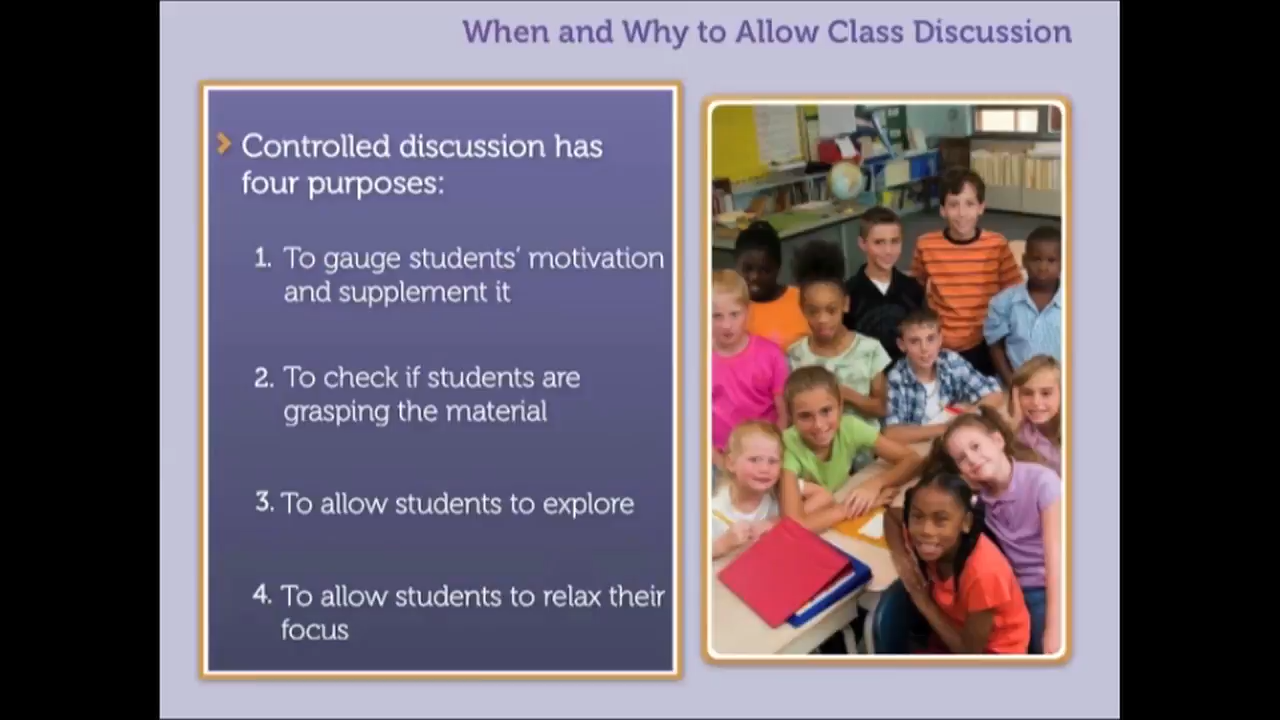 When and Why to Allow Class Discussion
Controlled discussion has
four purposes:
1. To gauge students’ motivation
and supplement it
2. To check if students are
grasping the material
3. To allow students to explore
4. To allow students to relax their
focus